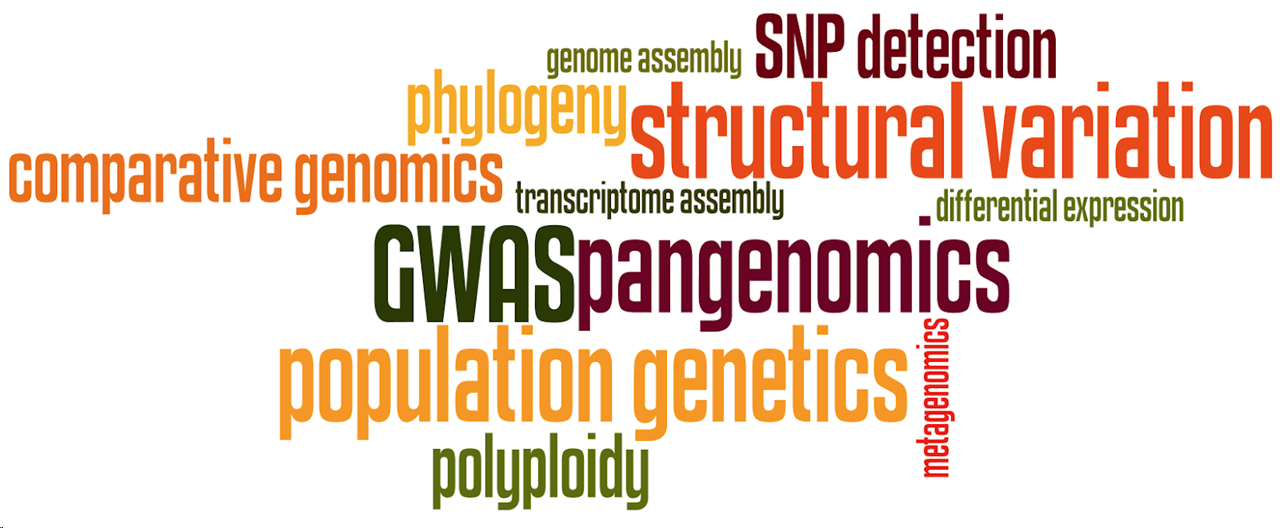 SNP detection
genome assembly
phylogeny
structural variation
comparative genomics
transcriptome assembly
differential expression
GWAS
pangenomics
population genetics
metagenomics
polyploidy